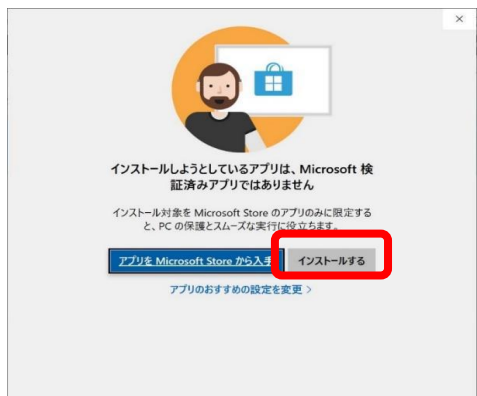 インストールしようとしているアプリは、Microsoft 検
証済みアプリではありません
インストール対象を Microsoft Store のアプリのみに限定する
と、PC の保護とスムーズな実行に役立ちます。
アプリを Microsoft Store から入手
インストールする
アプリのおすすめの設定を変更 >